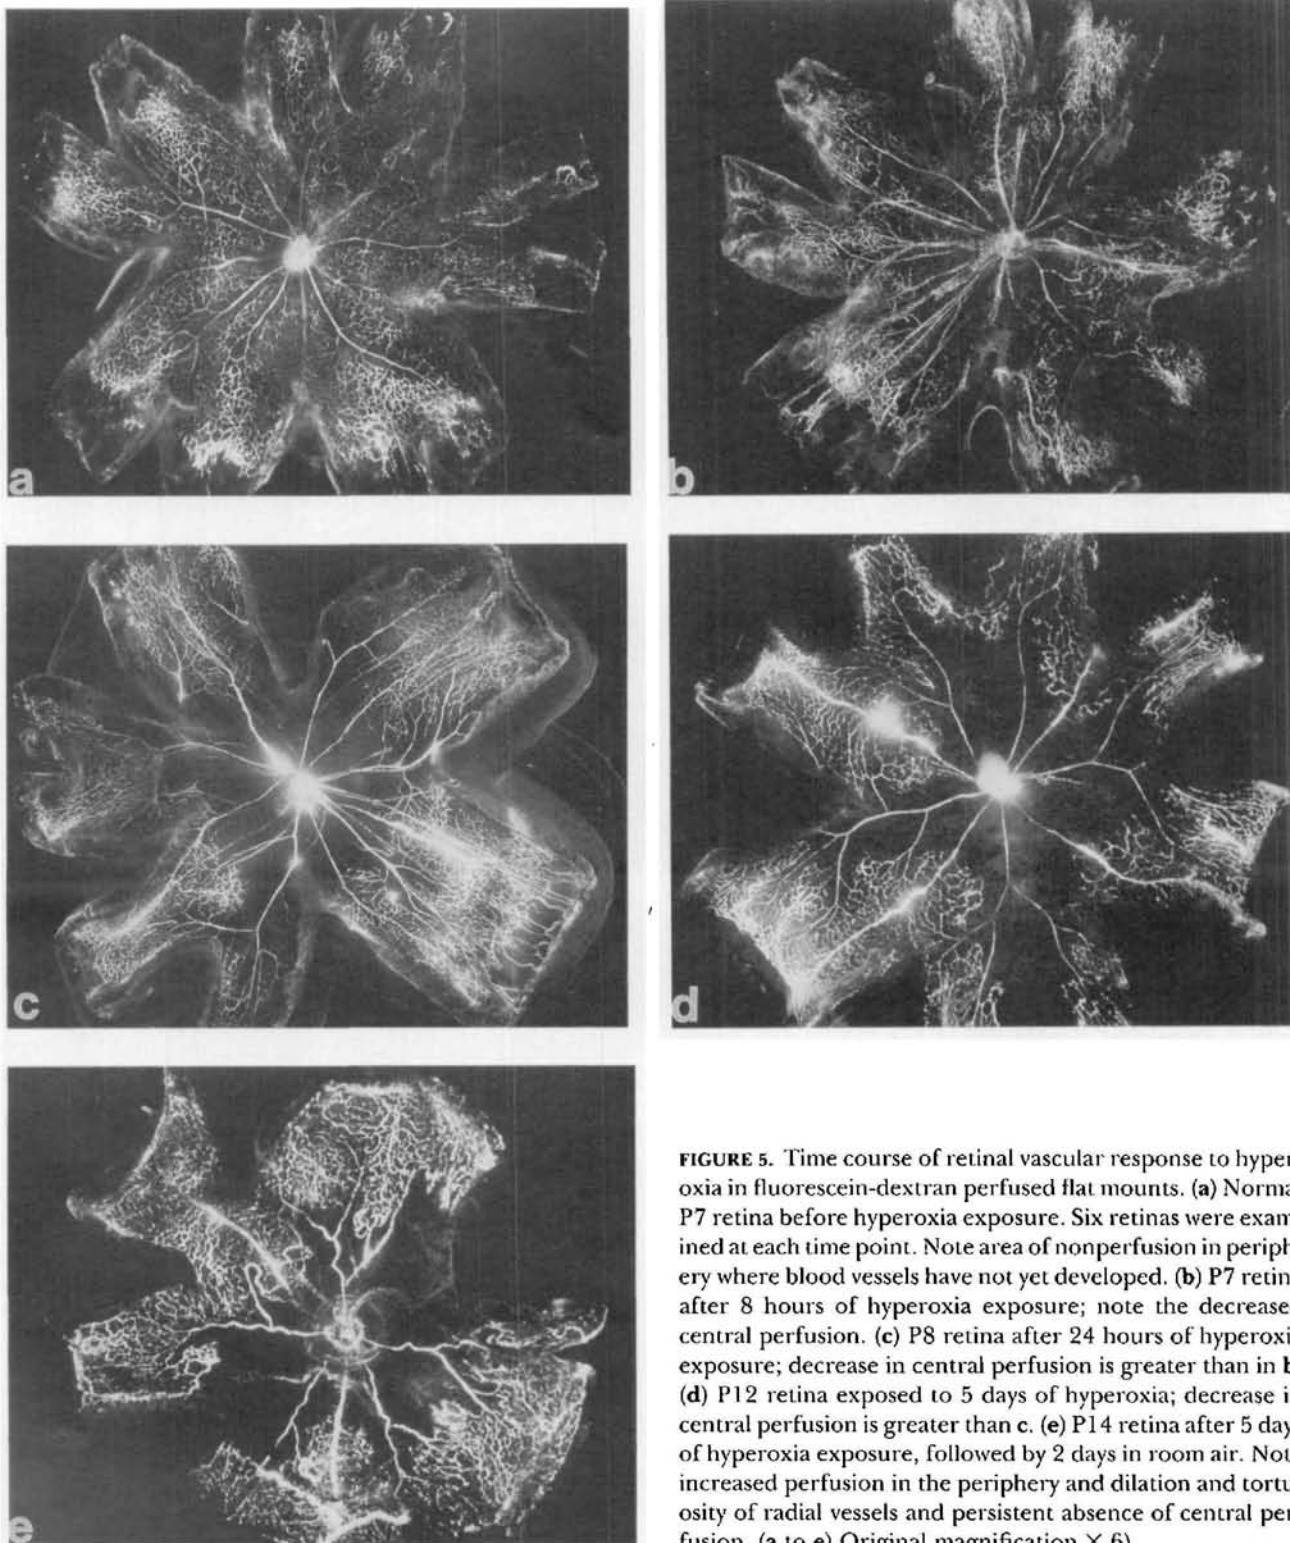 a
b
c
d
e
FIGURE 5. Time course of retinal vascular response to hyper
oxia in fluorescein-dextran perfused flat mounts. (a) Norma
P7 retina before hyperoxia exposure. Six retinas were exam
ined at each time point. Note area of nonperfusion in periph
ery where blood vessels have not yet developed. (b) P7 retin
after 8 hours of hyperoxia exposure; note the decrease
central perfusion. (c) P8 retina after 24 hours of hyperoxi
exposure; decrease in central perfusion is greater than in b
(d) P12 retina exposed to 5 days of hyperoxia; decrease i
central perfusion is greater than c. (e) P14 retina after 5 day
of hyperoxia exposure, followed by 2 days in room air. Not
increased perfusion in the periphery and dilation and tortu
osity of radial vessels and persistent absence of central per
fusion. (a to e) Original magnification × 6)